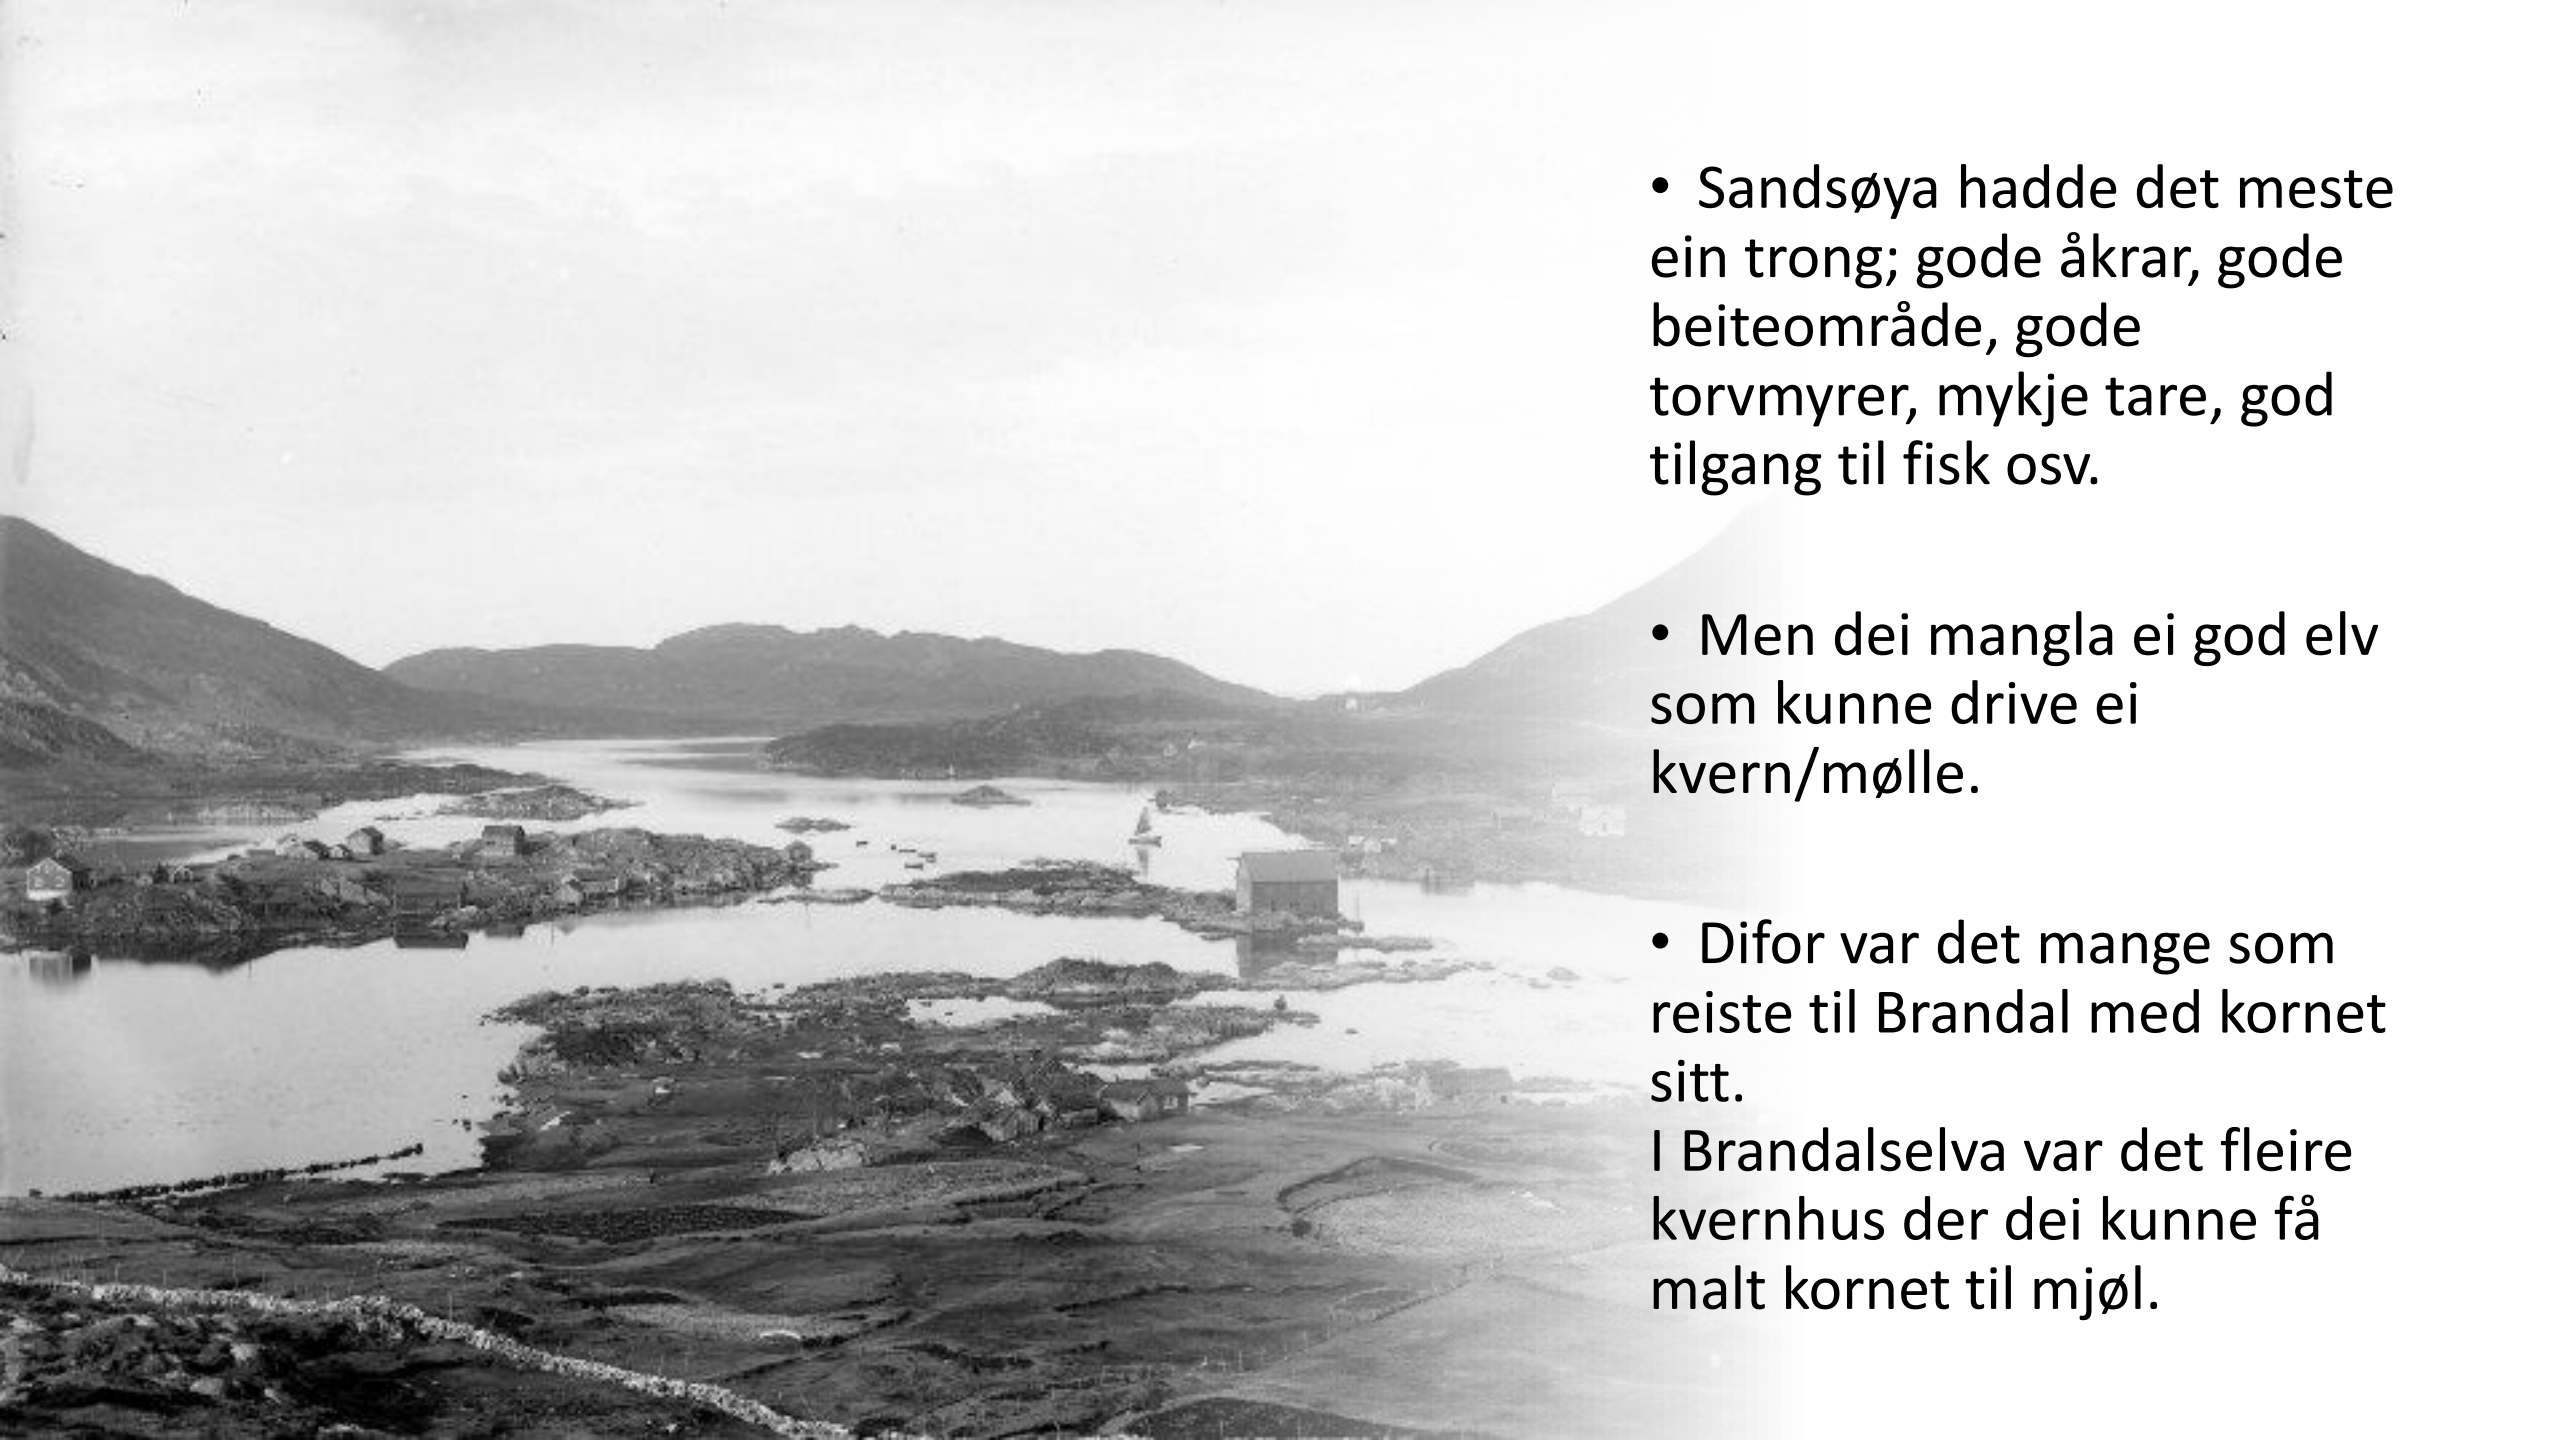 • Sandsøya hadde det meste
ein trong; gode åkrar, gode
beiteområde, gode
torvmyrer, mykje tare, god
tilgang til fisk osv.
• Men dei mangla ei god elv
som kunne drive ei
kvern/mølle.
• Difor var det mange som
reiste til Brandal med kornet
sitt.
I Brandalselva var det fleire
kvernhus der dei kunne få
malt kornet til mjøl.